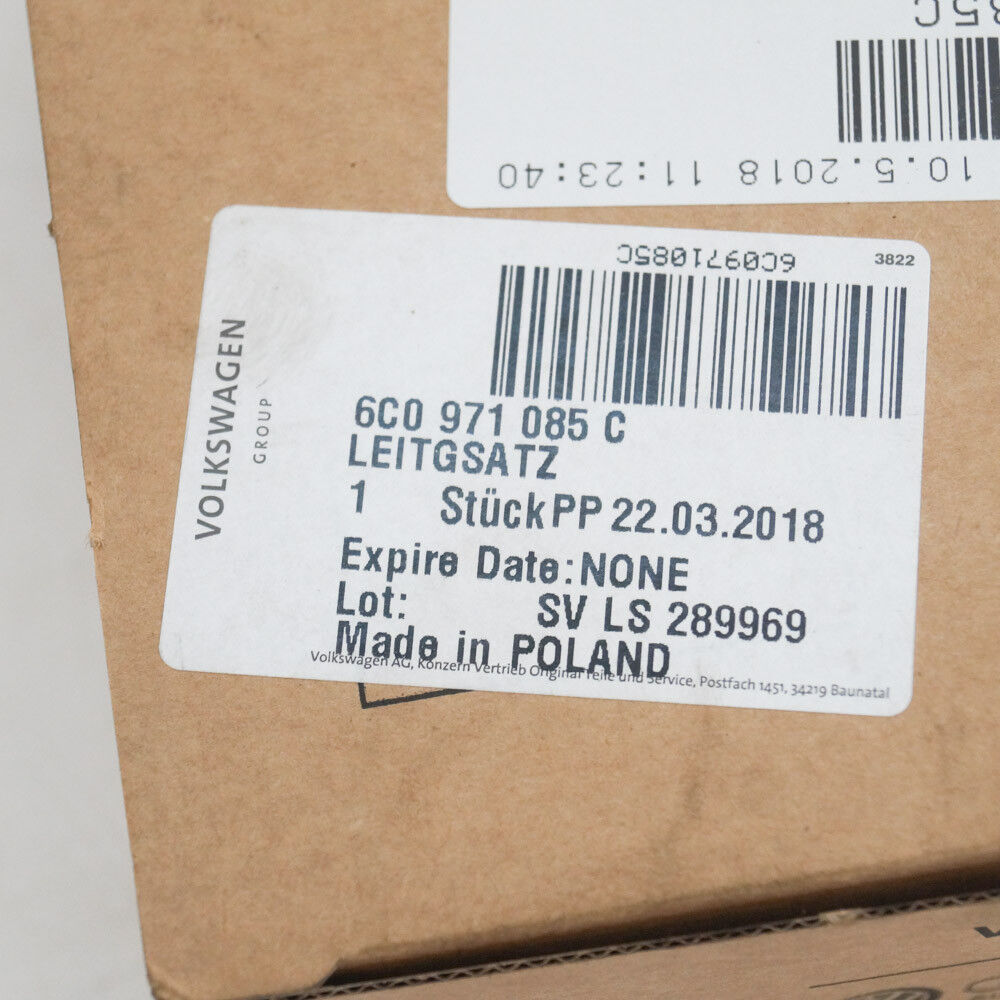 85C
10.5.2018 11:23:40
6C0971085C
3822
VOLKSWAGEN
GROUP
6C0 971 085 C
LEITGSATZ
1 Stück PP 22.03.2018
Expire Date: NONE
Lot: SV LS 289969
Made in POLAND
Volkswagen AG, Konzern Vertrieb Original Teile und Service, Postfach 1451, 34219 Baunatal